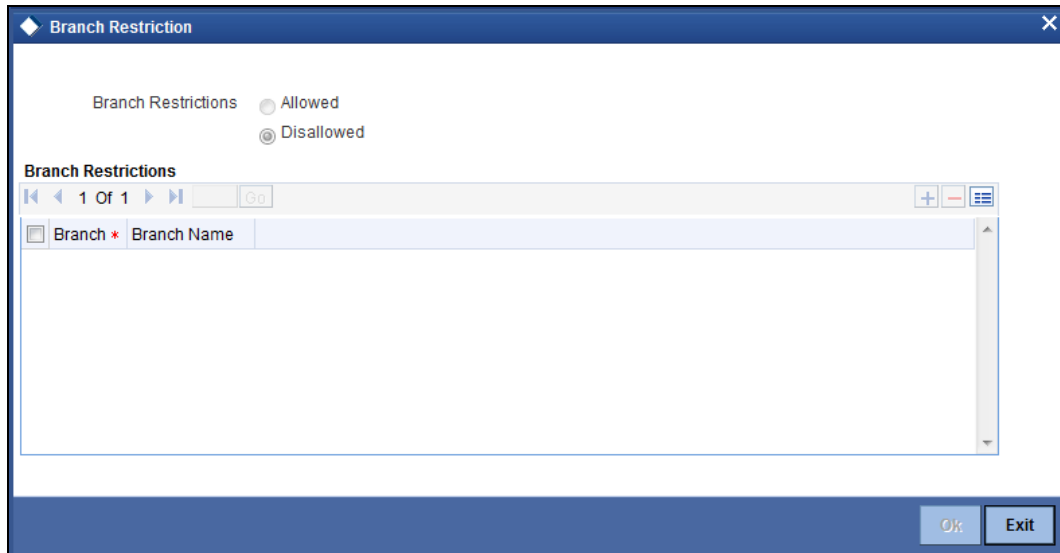 Branch Restriction
Branch Restrictions Allowed
Disallowed
Branch Restrictions
1 Of 1 Go
Branch * Branch Name
Ok Exit